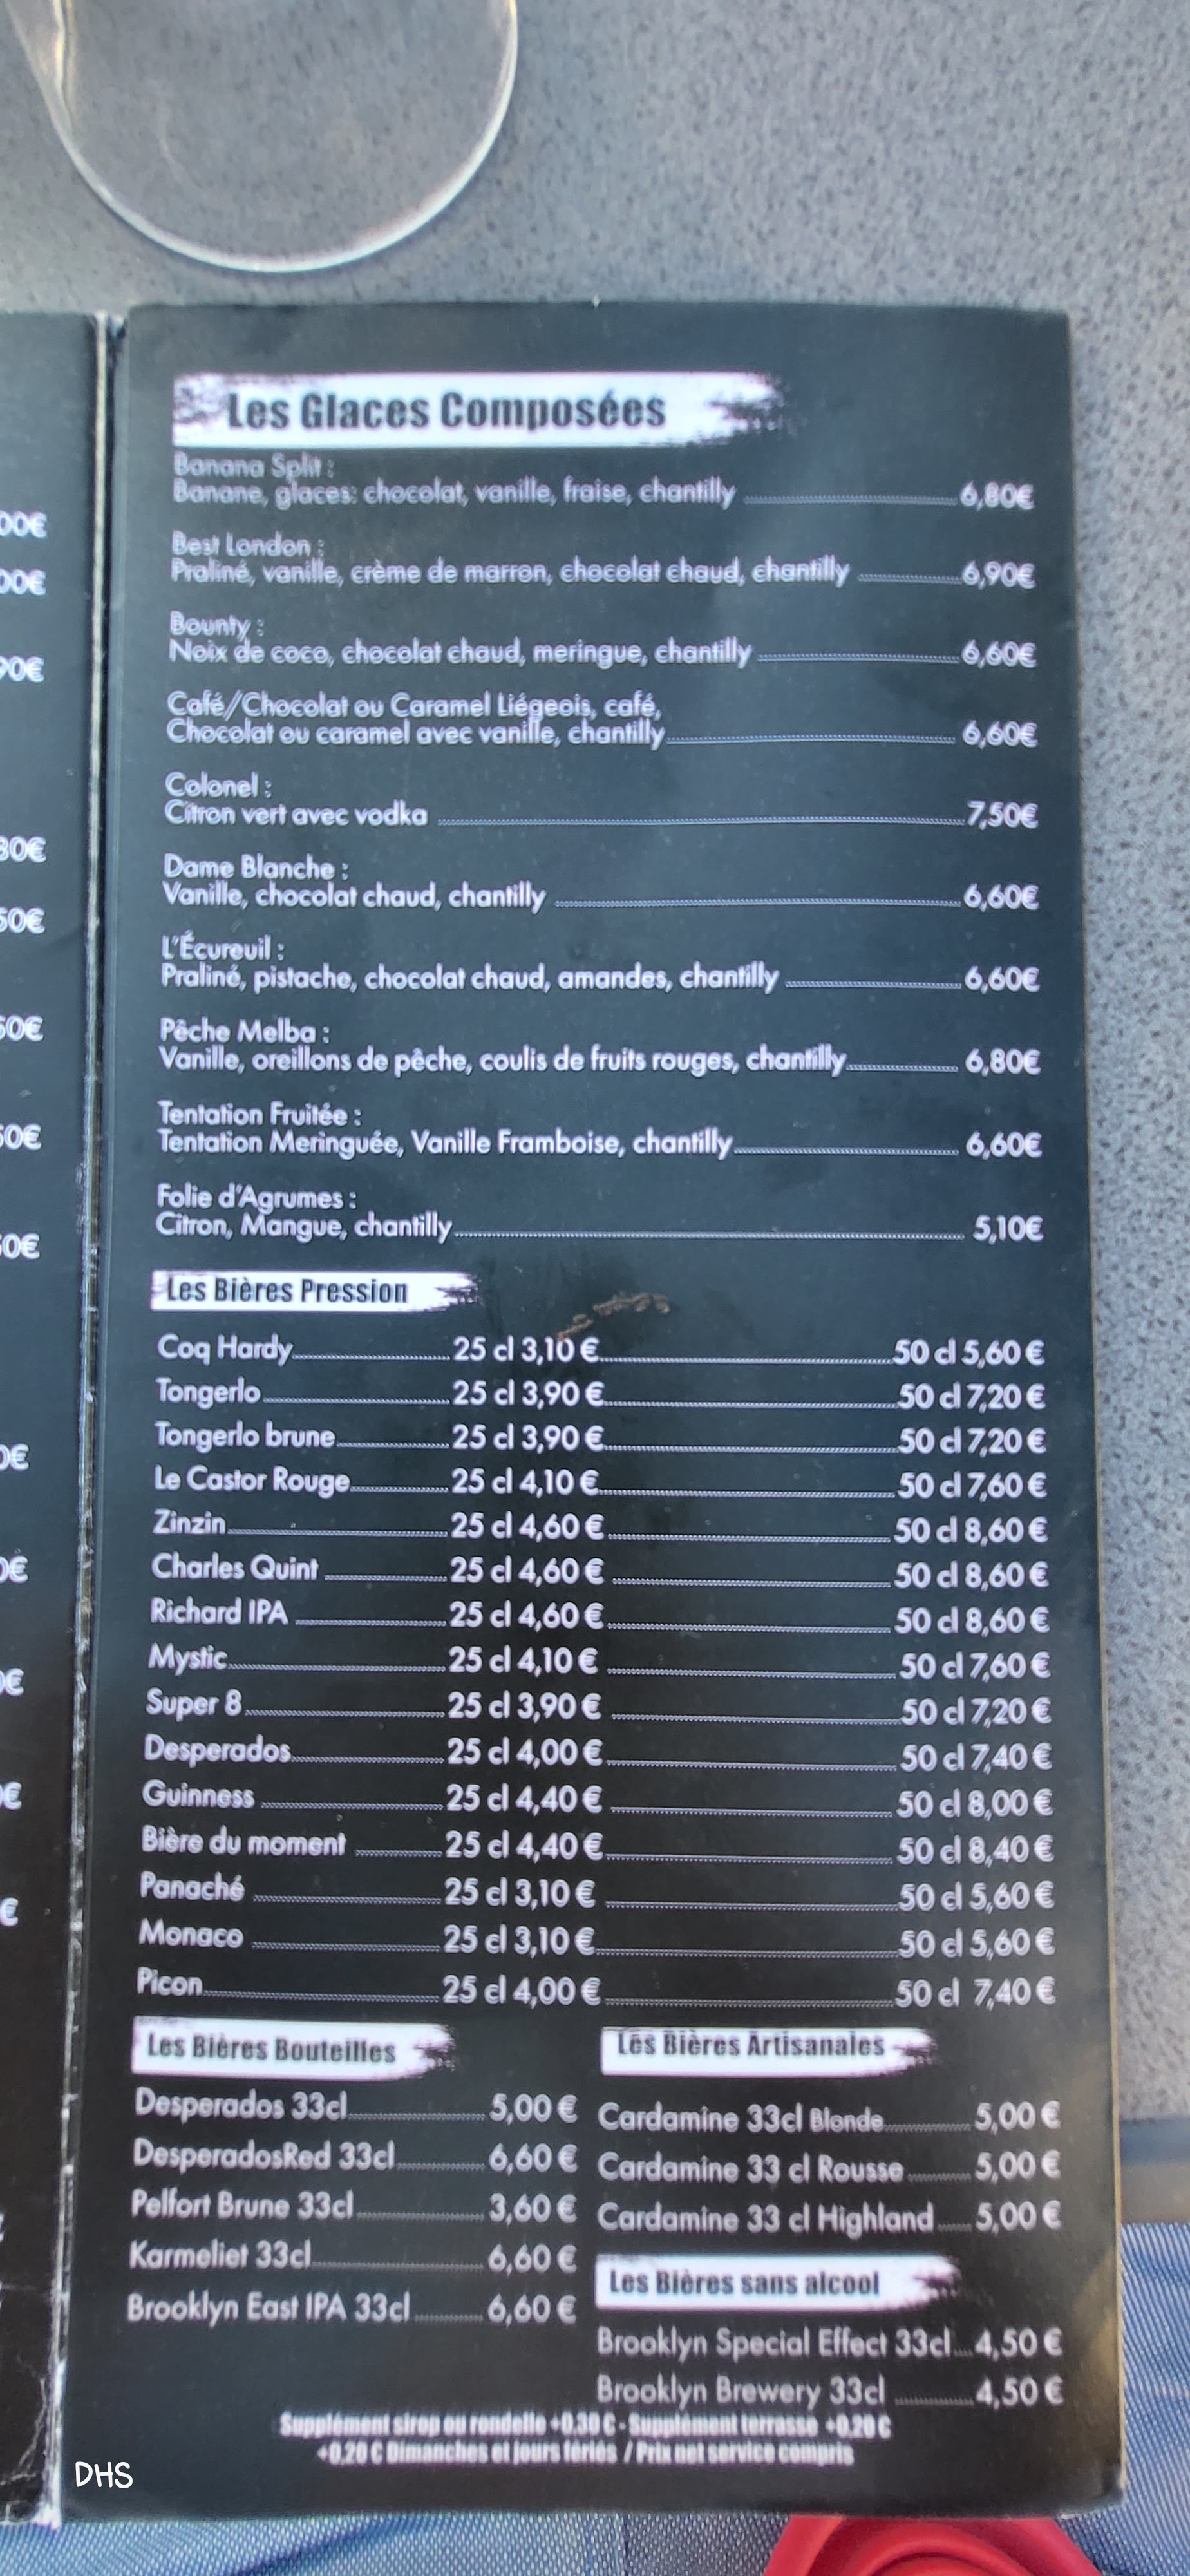 Les Glaces Composées
Banana Split :
Banane, glaces: chocolat, vanille, fraise, chantilly 6,80€
Best London :
Praliné, vanille, crème de marron, chocolat chaud, chantilly 6,90€
Bounty :
Noix de coco, chocolat chaud, meringue, chantilly 6,60€
Café/Chocolat ou Caramel Liégeois, café,
Chocolat ou caramel avec vanille, chantilly 6,60€
Colonel :
Citron vert avec vodka 7,50€
Dame Blanche :
Vanille, chocolat chaud, chantilly 6,60€
L'Écureuil :
Praliné, pistache, chocolat chaud, amandes, chantilly 6,60€
Pêche Melba :
Vanille, oreillons de pêche, coulis de fruits rouges, chantilly 6,80€
Tentation Fruitée :
Tentation Meringuée, Vanille Framboise, chantilly 6,60€
Folie d'Agrumes :
Citron, Mangue, chantilly 5,10€
Les Bières Pression
Coq Hardy 25 cl 3,10 € 50 cl 5,60 €
Tongerlo 25 cl 3,90 € 50 cl 7,20 €
Tongerlo brune 25 cl 3,90 € 50 cl 7,20 €
Le Castor Rouge 25 cl 4,10 € 50 cl 7,60 €
Zinzin 25 cl 4,60 € 50 cl 8,60 €
Charles Quint 25 cl 4,60 € 50 cl 8,60 €
Richard IPA 25 cl 4,60 € 50 cl 8,60 €
Mystic 25 cl 4,10 € 50 cl 7,60 €
Super 8 25 cl 3,90 € 50 cl 7,20 €
Desperados 25 cl 4,00 € 50 cl 7,40 €
Guinness 25 cl 4,40 € 50 cl 8,00 €
Bière du moment 25 cl 4,40 € 50 cl 8,40 €
Panaché 25 cl 3,10 € 50 cl 5,60 €
Monaco 25 cl 3,10 € 50 cl 5,60 €
Picon 25 cl 4,00 € 50 cl 7,40 €
Les Bières Bouteilles
Desperados 33cl 5,00 €
DesperadosRed 33cl 6,60 €
Pelfort Brune 33cl 3,60 €
Karmeliet 33cl 6,60 €
Brooklyn East IPA 33cl 6,60 €
Les Bières Artisanales
Cardamine 33cl Blonde 5,00 €
Cardamine 33 cl Rousse 5,00 €
Cardamine 33 cl Highland 5,00 €
Les Bières sans alcool
Brooklyn Special Effect 33cl 4,50 €
Brooklyn Brewery 33cl 4,50 €
Supplément sirop ou rondelle +0,30 € - Supplément terrasse +0,20 €
+0,20 € Dimanches et jours fériés / Prix net service compris
DHS